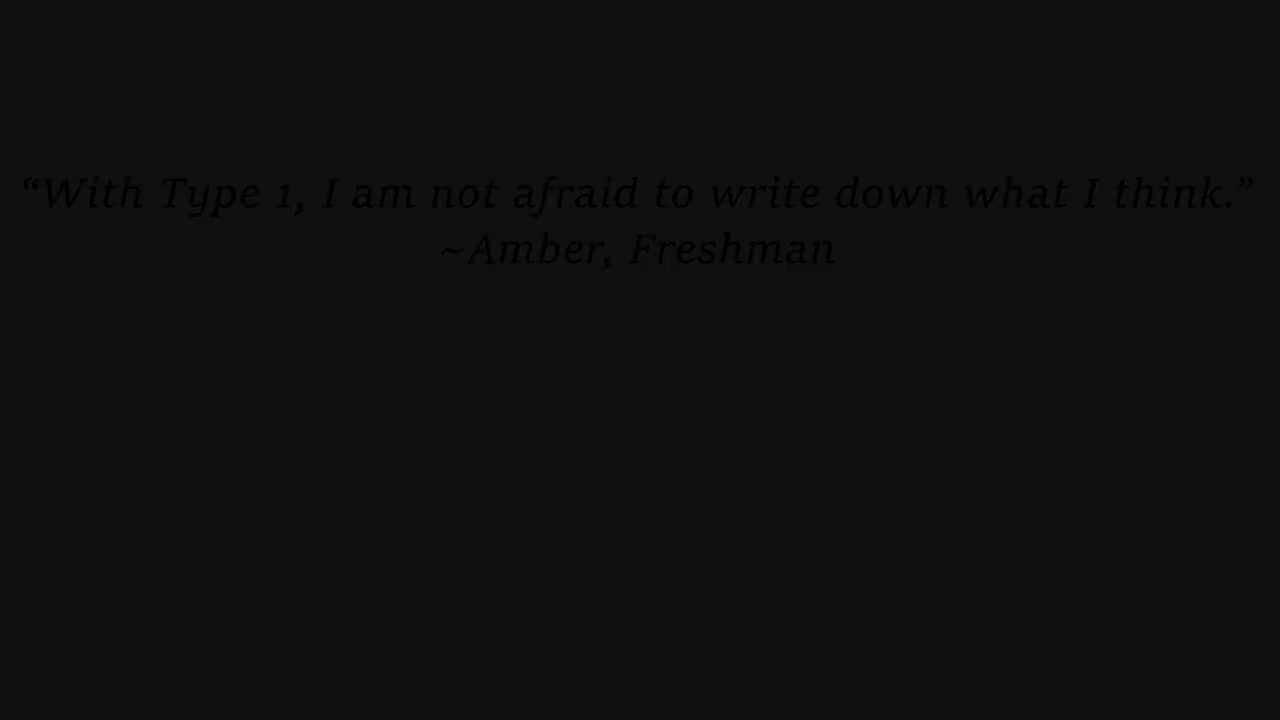 “With Type 1, I am not afraid to write down what I think.”
~Amber, Freshman